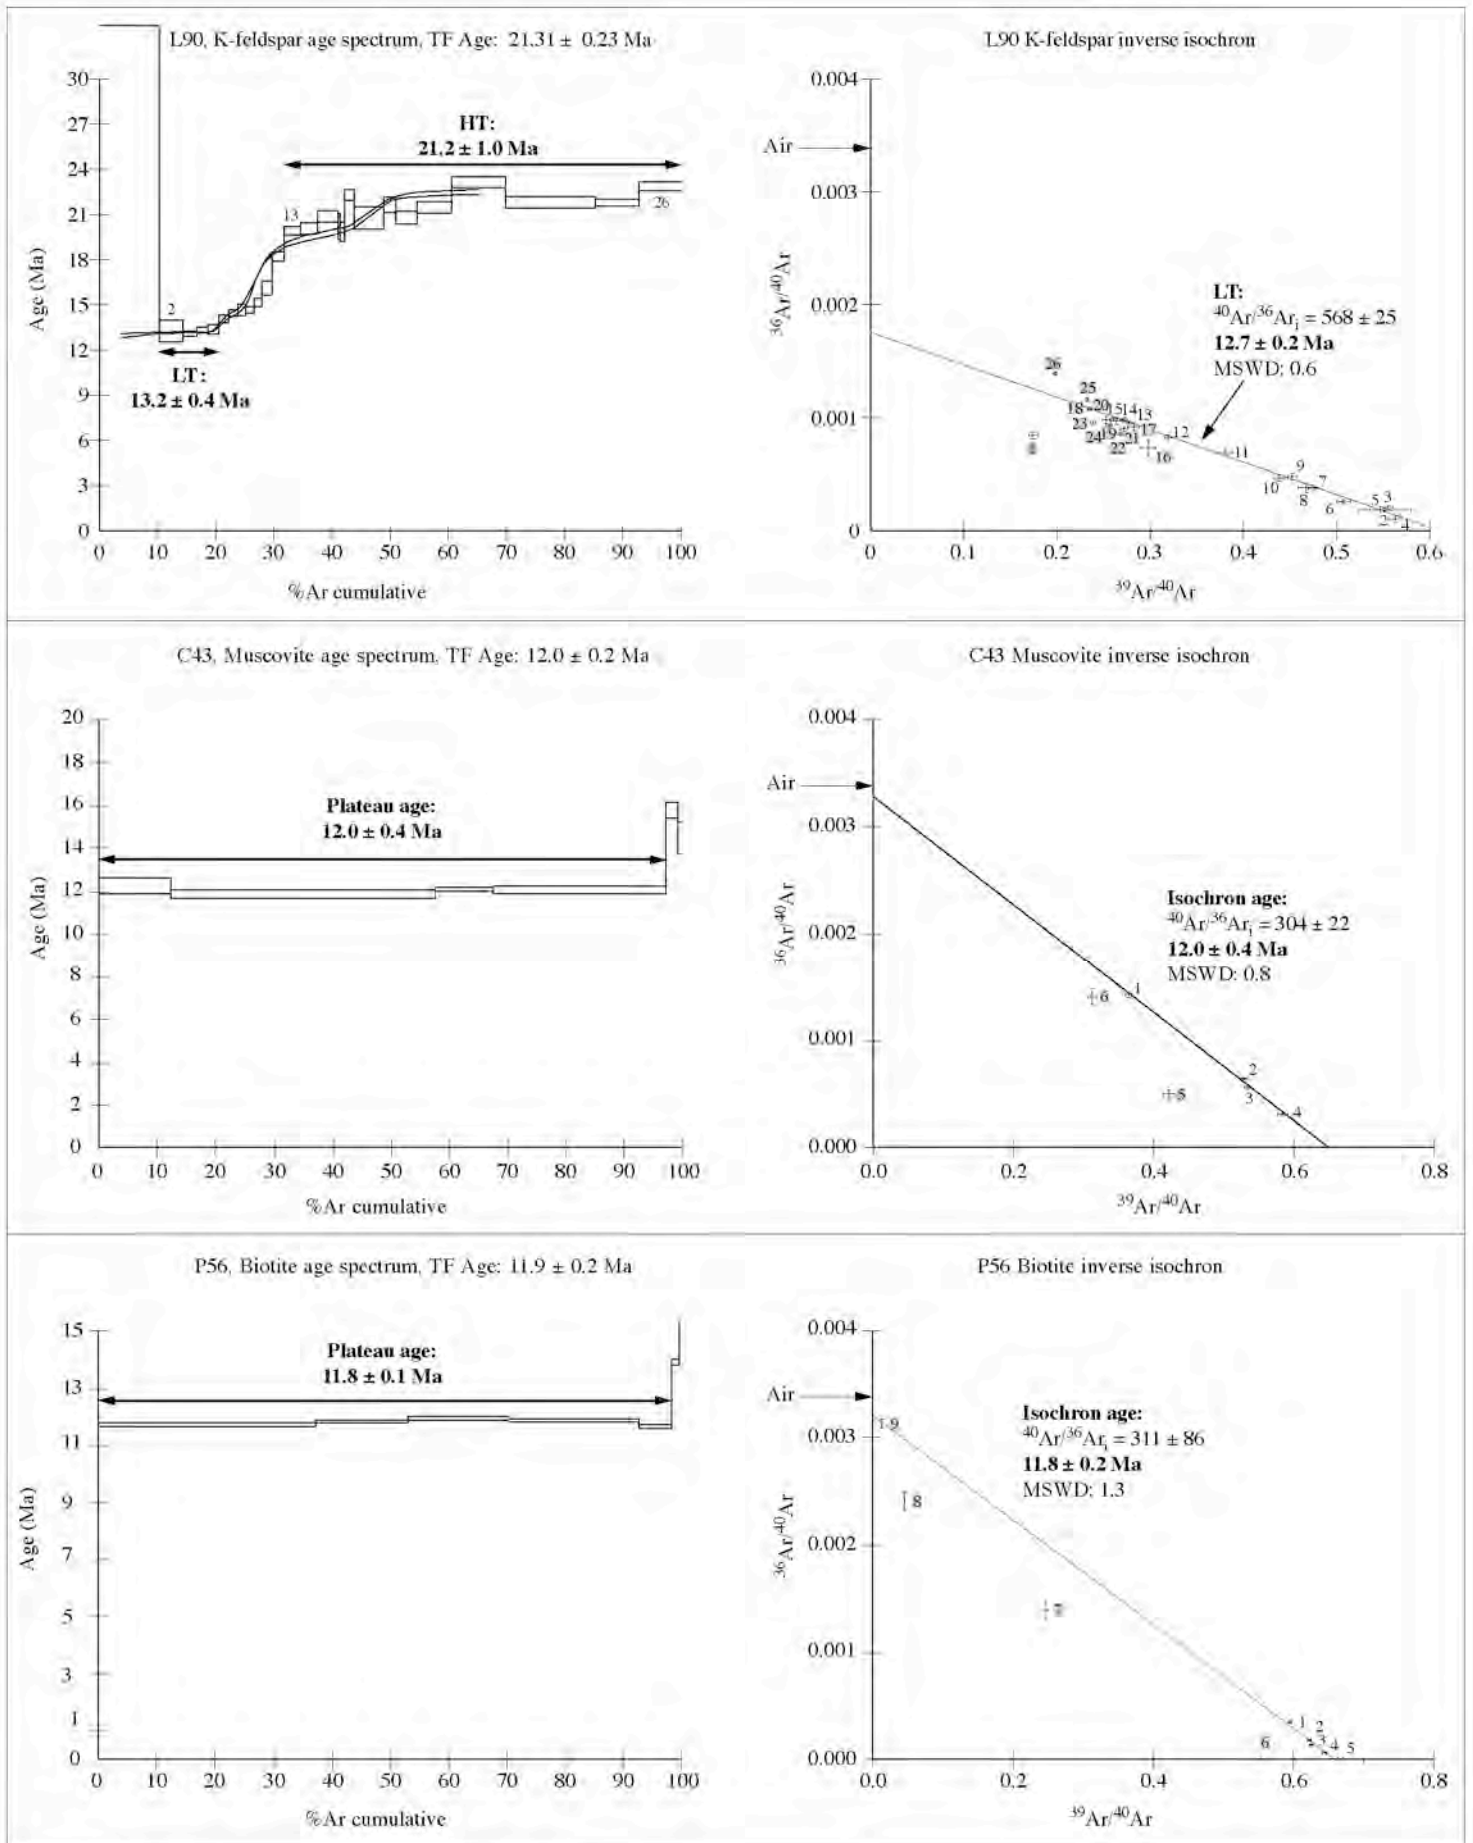 L90, K-feldspar age spectrum, TF Age: 21.31 ± 0.23 Ma
30
27
24
21
18
15
12
9
6
3
0
Age (Ma)
HT:
21.2 ± 1.0 Ma
13
26
2
LT:
13.2 ± 0.4 Ma
0 10 20 30 40 50 60 70 80 90 100
%Ar cumulative
L90 K-feldspar inverse isochron
0.004
Air
0.003
0.002
0.001
0
36Ar/40Ar
LT:
40Ar/36Ari = 568 ± 25
12.7 ± 0.2 Ma
MSWD: 0.6
26
25
18 20 15 14 13
23 19 17 12
24 21
22 16 11
9
10 8 7
6 5 3
2 4
0 0.1 0.2 0.3 0.4 0.5 0.6
39Ar/40Ar
C43, Muscovite age spectrum, TF Age: 12.0 ± 0.2 Ma
20
18
16
14
12
10
8
6
4
2
0
Age (Ma)
Plateau age:
12.0 ± 0.4 Ma
0 10 20 30 40 50 60 70 80 90 100
%Ar cumulative
C43 Muscovite inverse isochron
0.004
Air
0.003
0.002
0.001
0.000
36Ar/40Ar
Isochron age:
40Ar/36Ari = 304 ± 22
12.0 ± 0.4 Ma
MSWD: 0.8
6 1
2
5 3 4
0.0 0.2 0.4 0.6 0.8
39Ar/40Ar
P56, Biotite age spectrum, TF Age: 11.9 ± 0.2 Ma
15
13
11
9
7
5
3
1
0
Age (Ma)
Plateau age:
11.8 ± 0.1 Ma
0 10 20 30 40 50 60 70 80 90 100
%Ar cumulative
P56 Biotite inverse isochron
0.004
Air
0.003
0.002
0.001
0.000
36Ar/40Ar
Isochron age:
40Ar/36Ari = 311 ± 86
11.8 ± 0.2 Ma
MSWD: 1.3
9
8
7
1 2
6 3 4 5
0.0 0.2 0.4 0.6 0.8
39Ar/40Ar